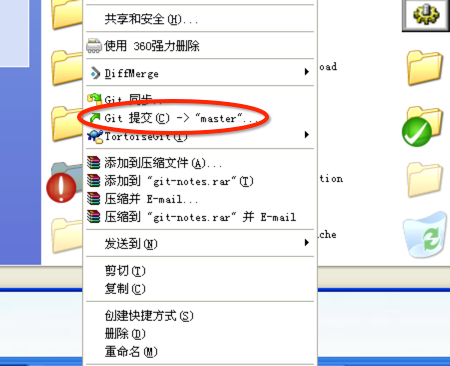 共享和安全(H)...
使用 360强力删除
DiffMerge
oad
Git 同步...
Git 提交(C) -> "master"...
TortoiseGit(T)
添加到压缩文件(A)...
添加到 "git-notes.rar"(T)
tion
压缩并 E-mail...
压缩到 "git-notes.rar" 并 E-mail
che
发送到(N)
剪切(T)
复制(C)
创建快捷方式(S)
删除(D)
重命名(M)